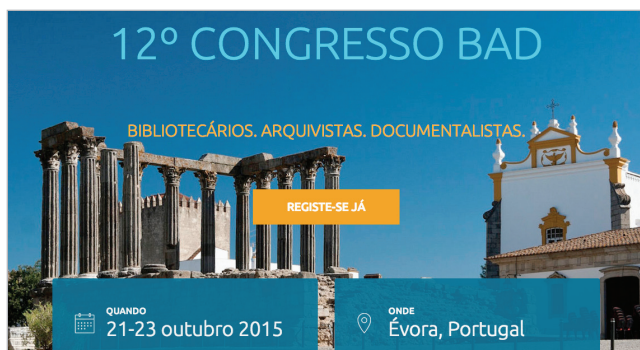 12º CONGRESSO BAD
BIBLIOTECÁRIOS. ARQUIVISTAS. DOCUMENTALISTAS.
REGISTE-SE JÁ
QUANDO
21-23 outubro 2015
ONDE
Évora, Portugal